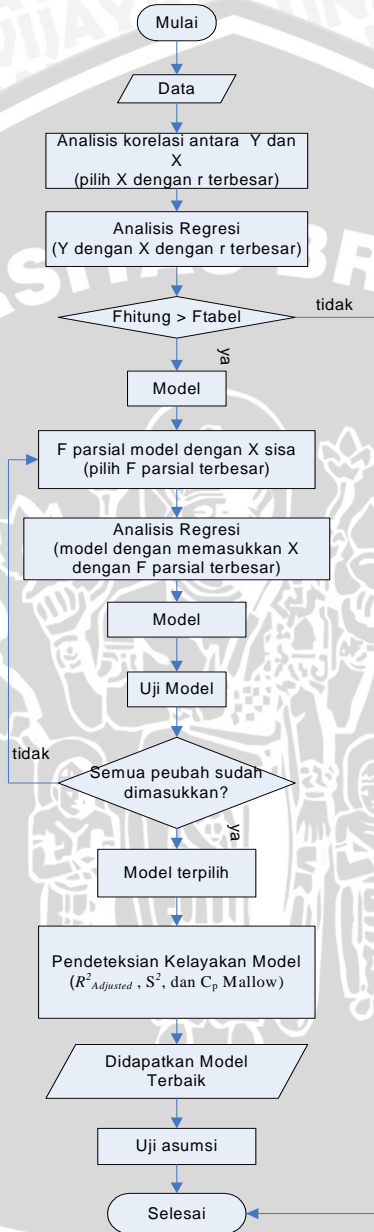 Mulai
Data
Analisis korelasi antara Y dan
X
(pilih X dengan r terbesar)
Analisis Regresi
(Y dengan X dengan r terbesar)
Fhitung > Ftabel
tidak
ya
Model
F parsial model dengan X sisa
(pilih F parsial terbesar)
Analisis Regresi
(model dengan memasukkan X
dengan F parsial terbesar)
Model
Uji Model
tidak
Semua peubah sudah
dimasukkan?
ya
Model terpilih
Pendeteksian Kelayakan Model
(R²Adjusted , S², dan Cp Mallow)
Didapatkan Model
Terbaik
Uji asumsi
Selesai